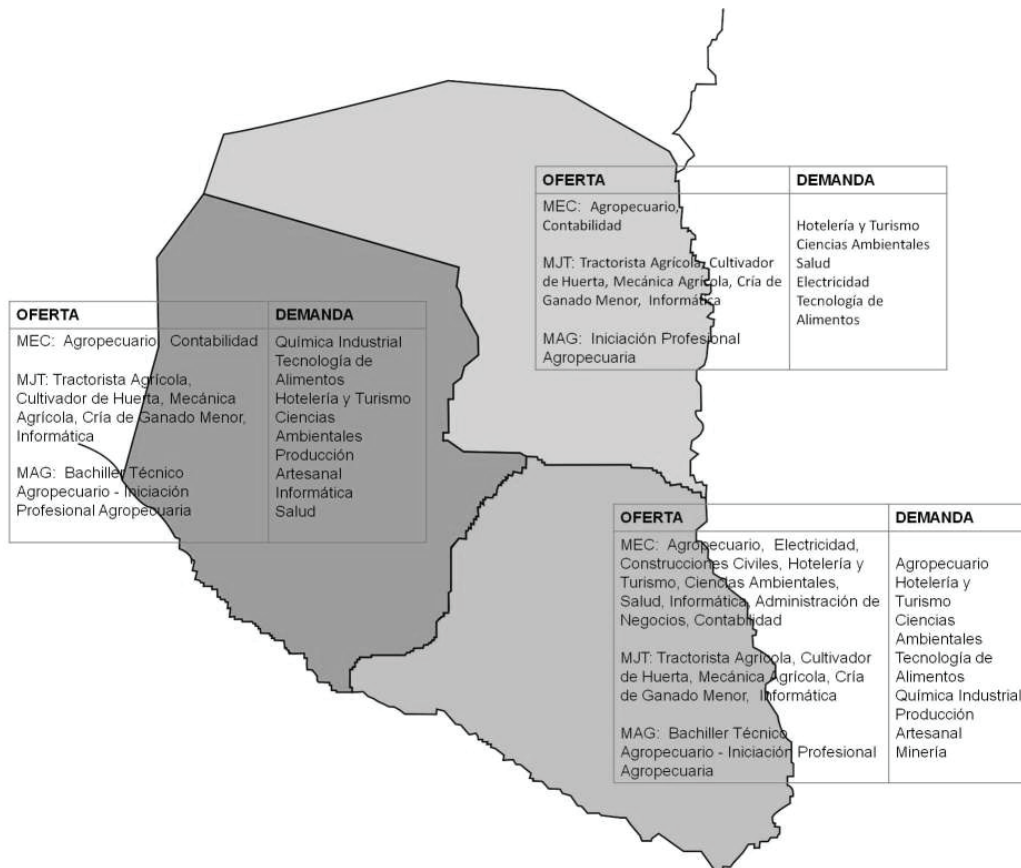 OFERTA DEMANDA
MEC: Agropecuario, Contabilidad
Hotelería y Turismo
Ciencias Ambientales
Salud
Electricidad
Tecnología de
Alimentos
MJT: Tractorista Agrícola, Cultivador
de Huerta, Mecánica Agrícola, Cría de
Ganado Menor, Informática
MAG: Iniciación Profesional
Agropecuaria
OFERTA DEMANDA
MEC: Agropecuario, Contabilidad
MJT: Tractorista Agrícola,
Cultivador de Huerta, Mecánica
Agrícola, Cría de Ganado Menor,
Informática
MAG: Bachiller Técnico
Agropecuario - Iniciación
Profesional Agropecuaria
Química Industrial
Tecnología de
Alimentos
Hotelería y Turismo
Ciencias
Ambientales
Producción
Artesanal
Informática
Salud
OFERTA DEMANDA
MEC: Agropecuario, Electricidad,
Construcciones Civiles, Hotelería y
Turismo, Ciencias Ambientales,
Salud, Informática, Administración de
Negocios, Contabilidad
MJT: Tractorista Agrícola, Cultivador
de Huerta, Mecánica Agrícola, Cría
de Ganado Menor, Informática
MAG: Bachiller Técnico
Agropecuario - Iniciación Profesional
Agropecuaria
Agropecuario
Hotelería y
Turismo
Ciencias
Ambientales
Tecnología de
Alimentos
Química Industrial
Producción
Artesanal
Minería